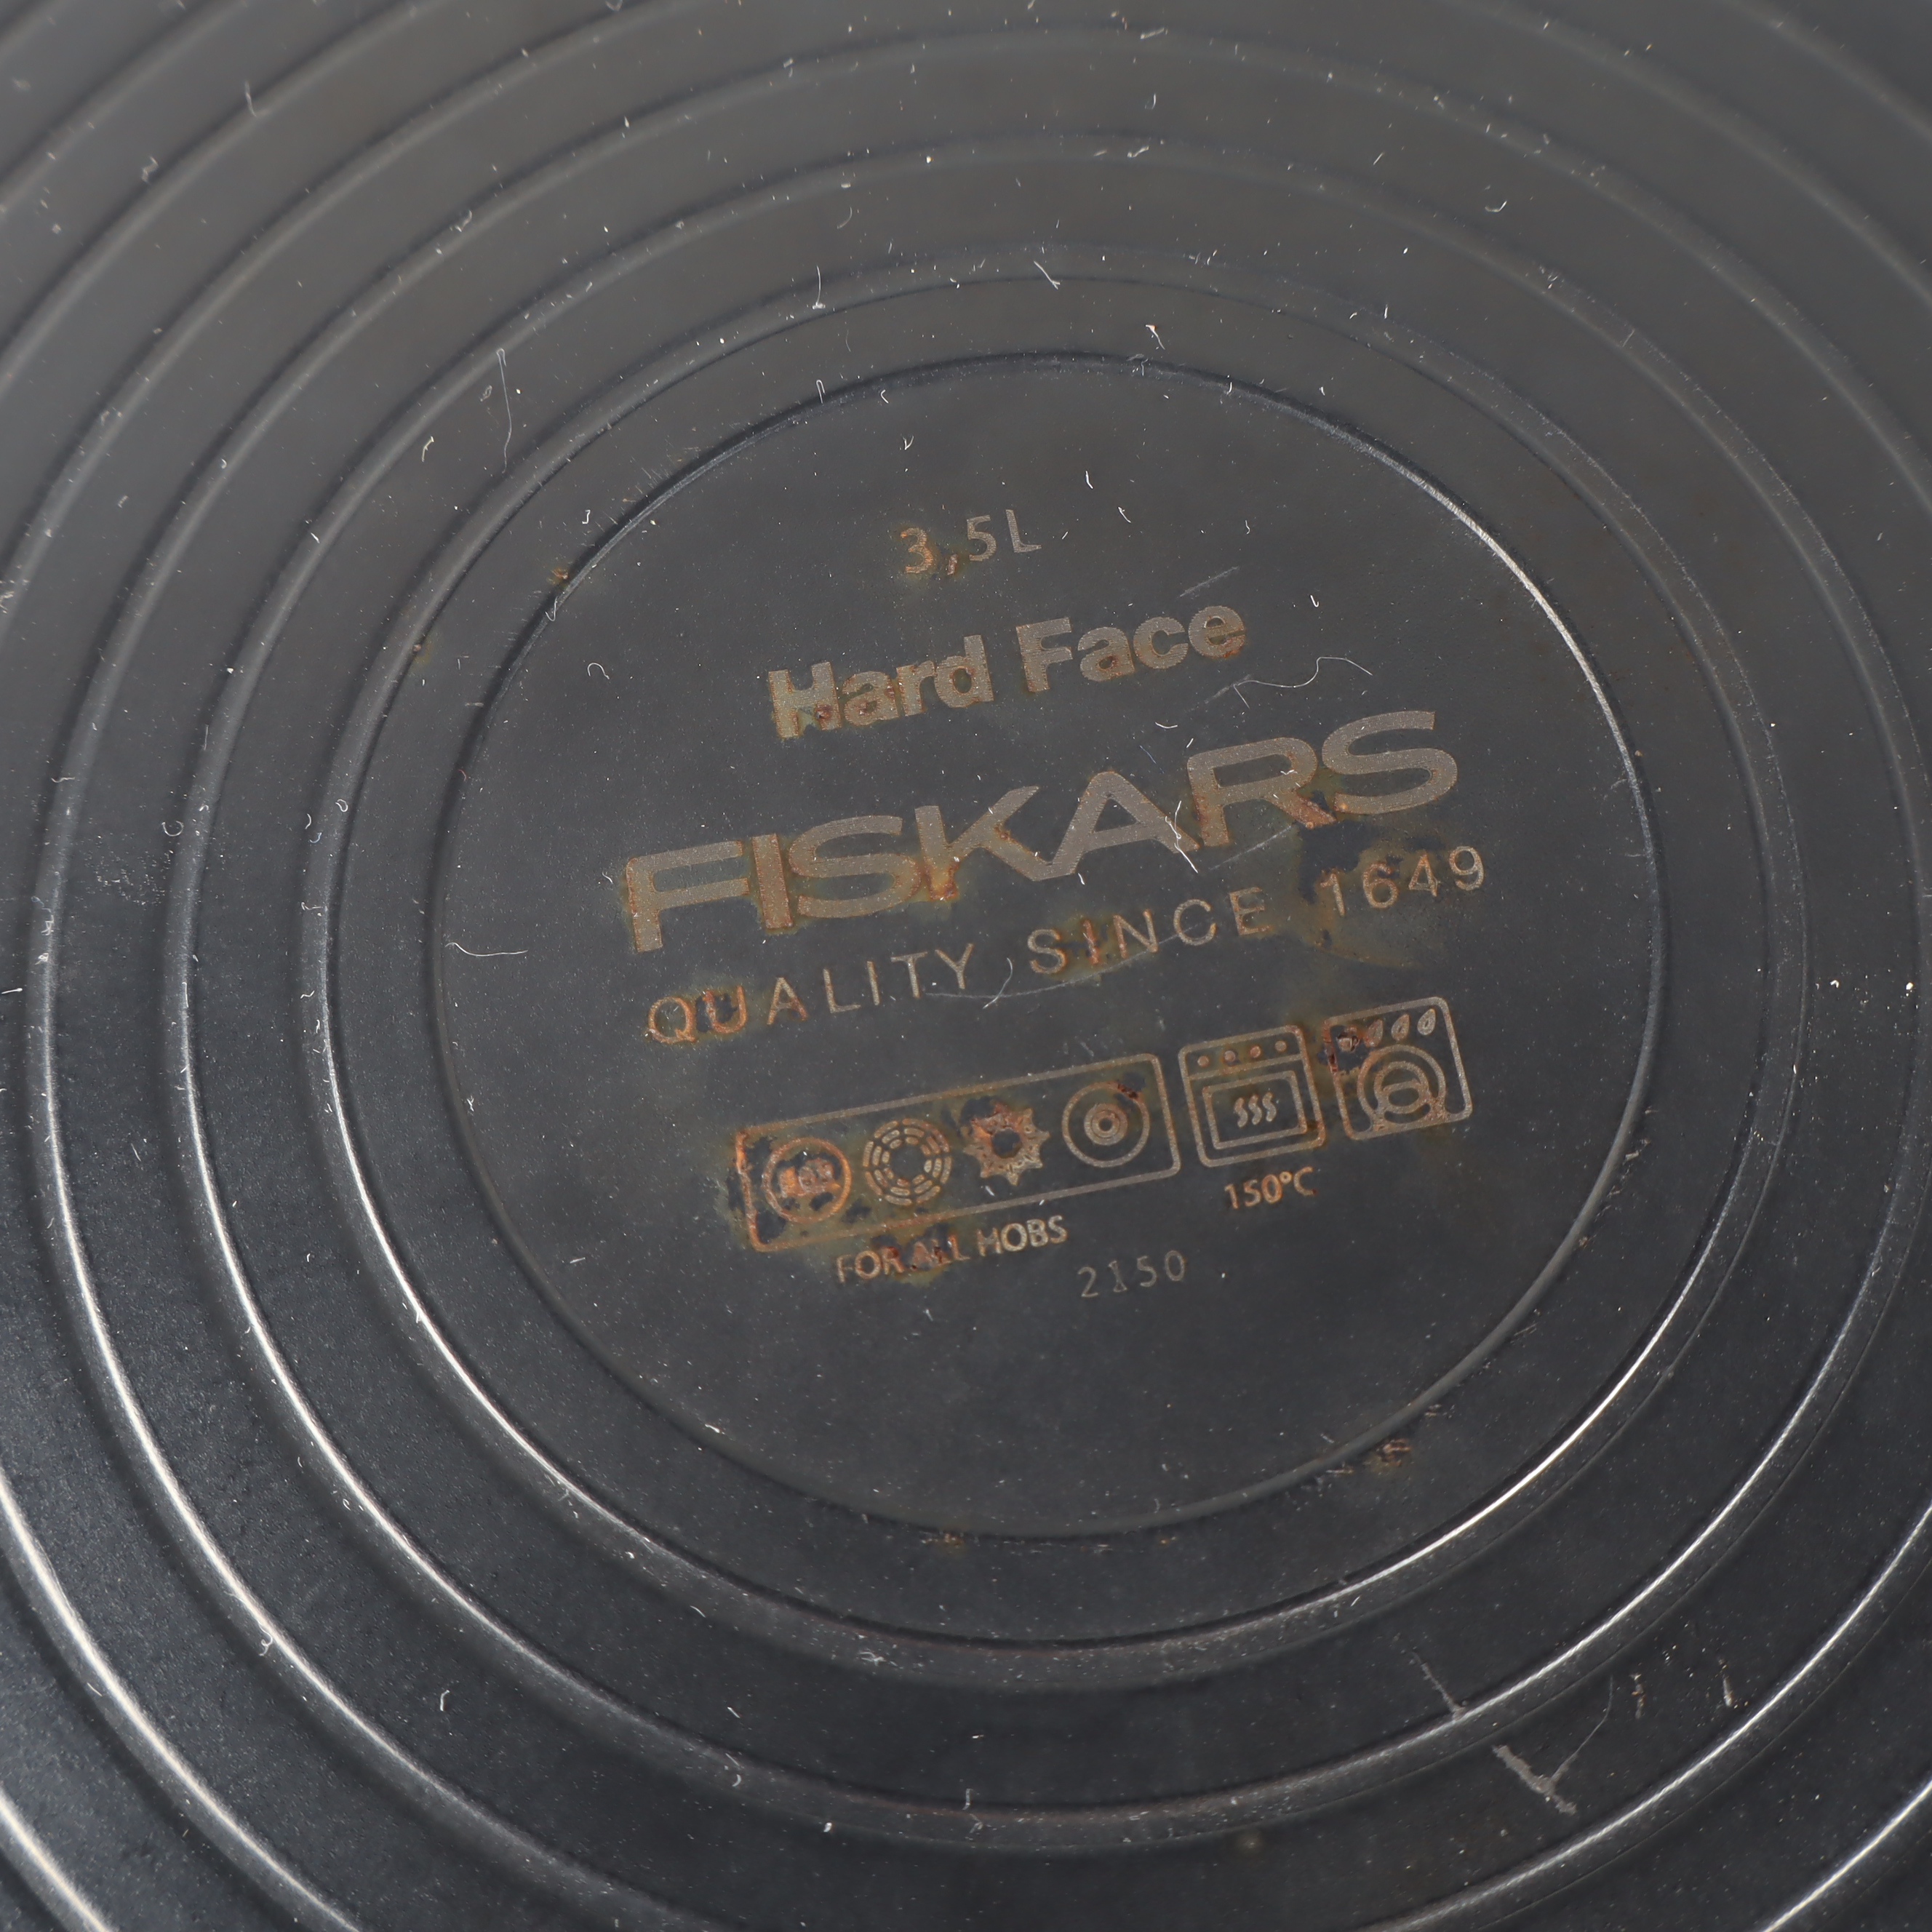 3,5L
Hard Face
FISKARS
QUALITY SINCE 1649
FOR ALL HOBS
150°C
2150